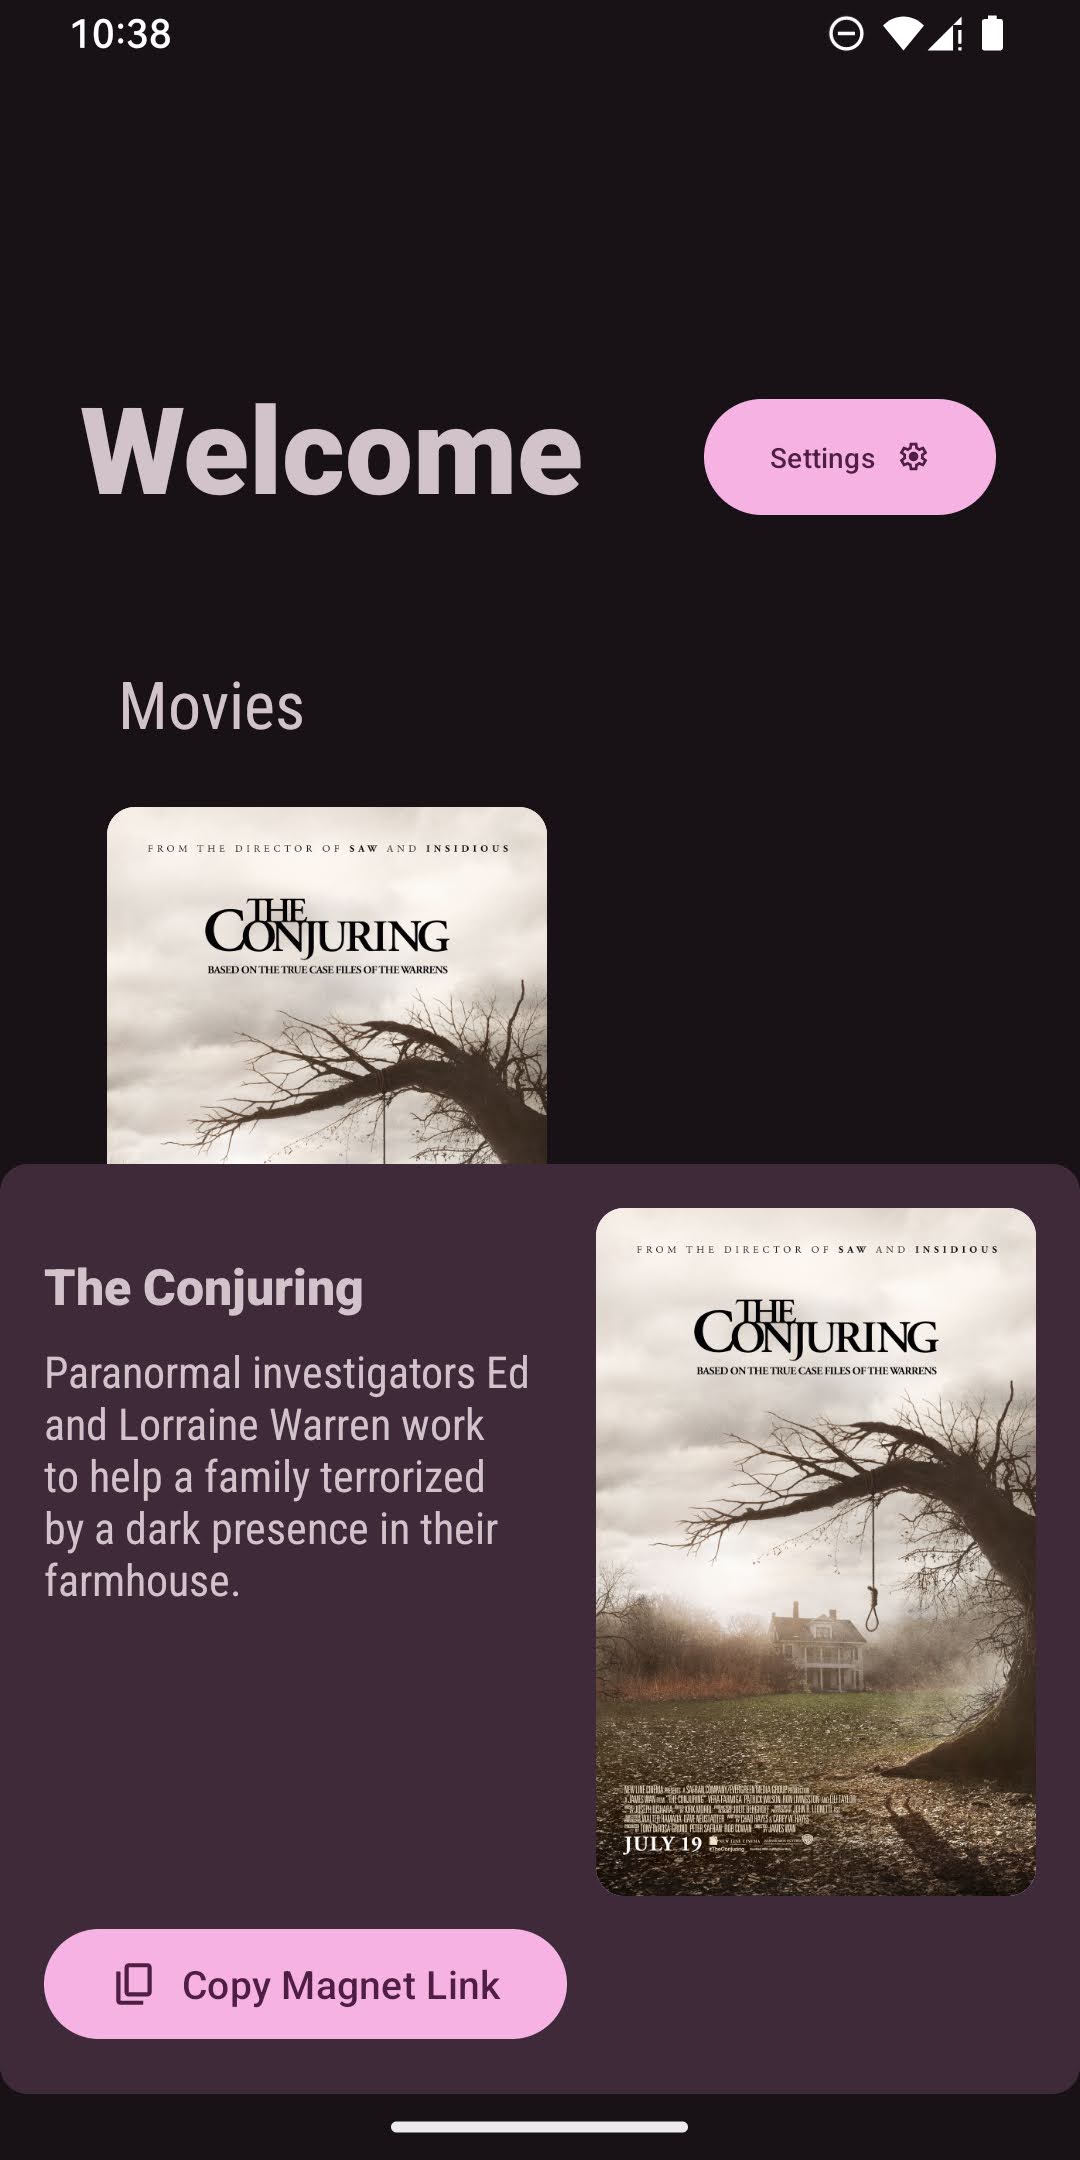 10:38
Welcome
Settings
Movies
FROM THE DIRECTOR OF SAW AND INSIDIOUS
THE
CONJURING
BASED ON THE TRUE CASE FILES OF THE WARRENS
The Conjuring
Paranormal investigators Ed
and Lorraine Warren work
to help a family terrorized
by a dark presence in their
farmhouse.
FROM THE DIRECTOR OF SAW AND INSIDIOUS
THE
CONJURING
BASED ON THE TRUE CASE FILES OF THE WARRENS
JULY 19
Copy Magnet Link